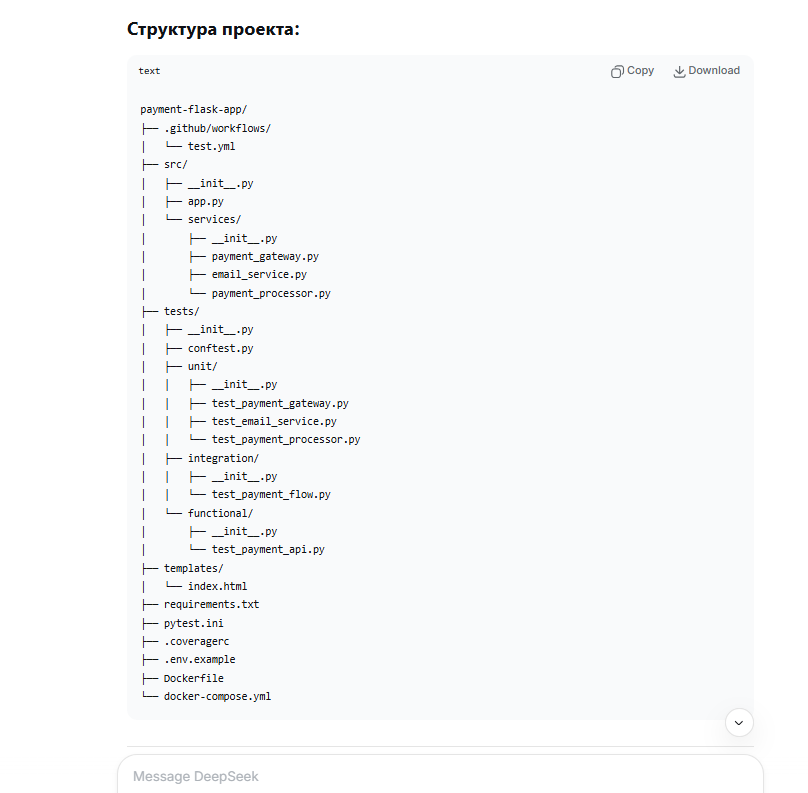 Структура проекта:
text
Copy
Download
payment-flask-app/
├── .github/workflows/
│   └── test.yml
├── src/
│   ├── __init__.py
│   ├── app.py
│   └── services/
│       ├── __init__.py
│       ├── payment_gateway.py
│       ├── email_service.py
│       └── payment_processor.py
├── tests/
│   ├── __init__.py
│   ├── conftest.py
│   ├── unit/
│   │   ├── __init__.py
│   │   ├── test_payment_gateway.py
│   │   ├── test_email_service.py
│   │   └── test_payment_processor.py
│   ├── integration/
│   │   ├── __init__.py
│   │   └── test_payment_flow.py
│   └── functional/
│       ├── __init__.py
│       └── test_payment_api.py
├── templates/
│   └── index.html
├── requirements.txt
├── pytest.ini
├── .coveragerc
├── .env.example
├── Dockerfile
└── docker-compose.yml
Message DeepSeek